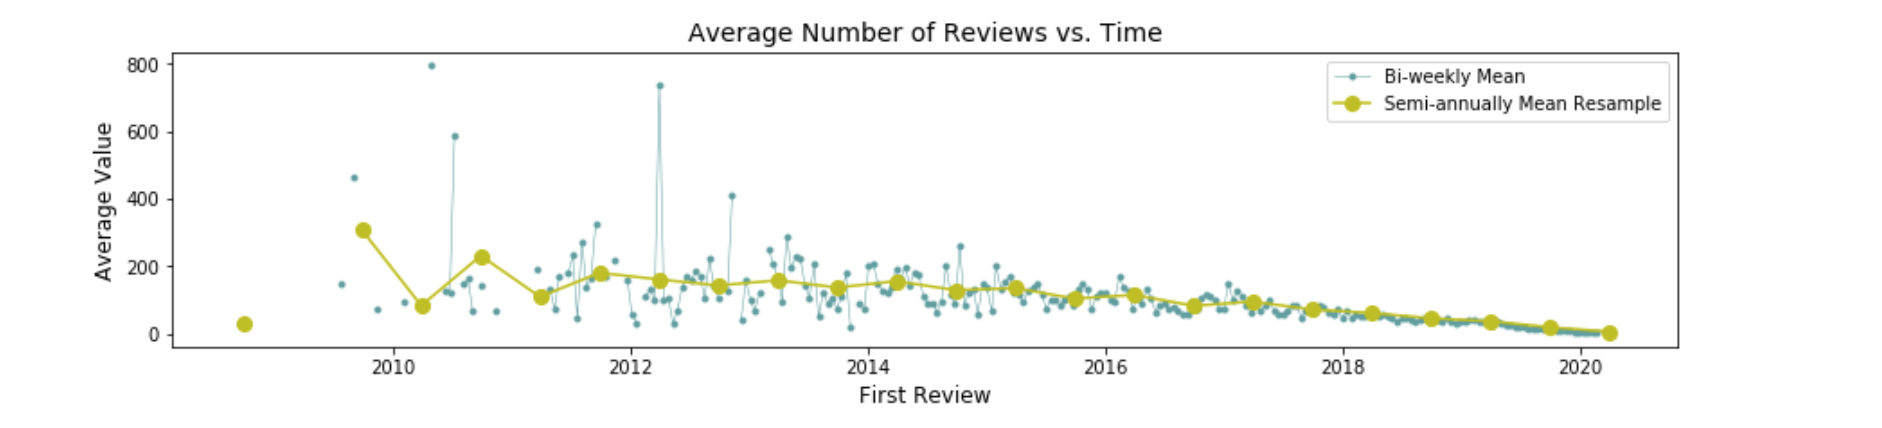 Average Number of Reviews vs. Time
Average Value
800
600
400
200
0
Bi-weekly Mean
Semi-annually Mean Resample
2010 2012 2014 2016 2018 2020
First Review